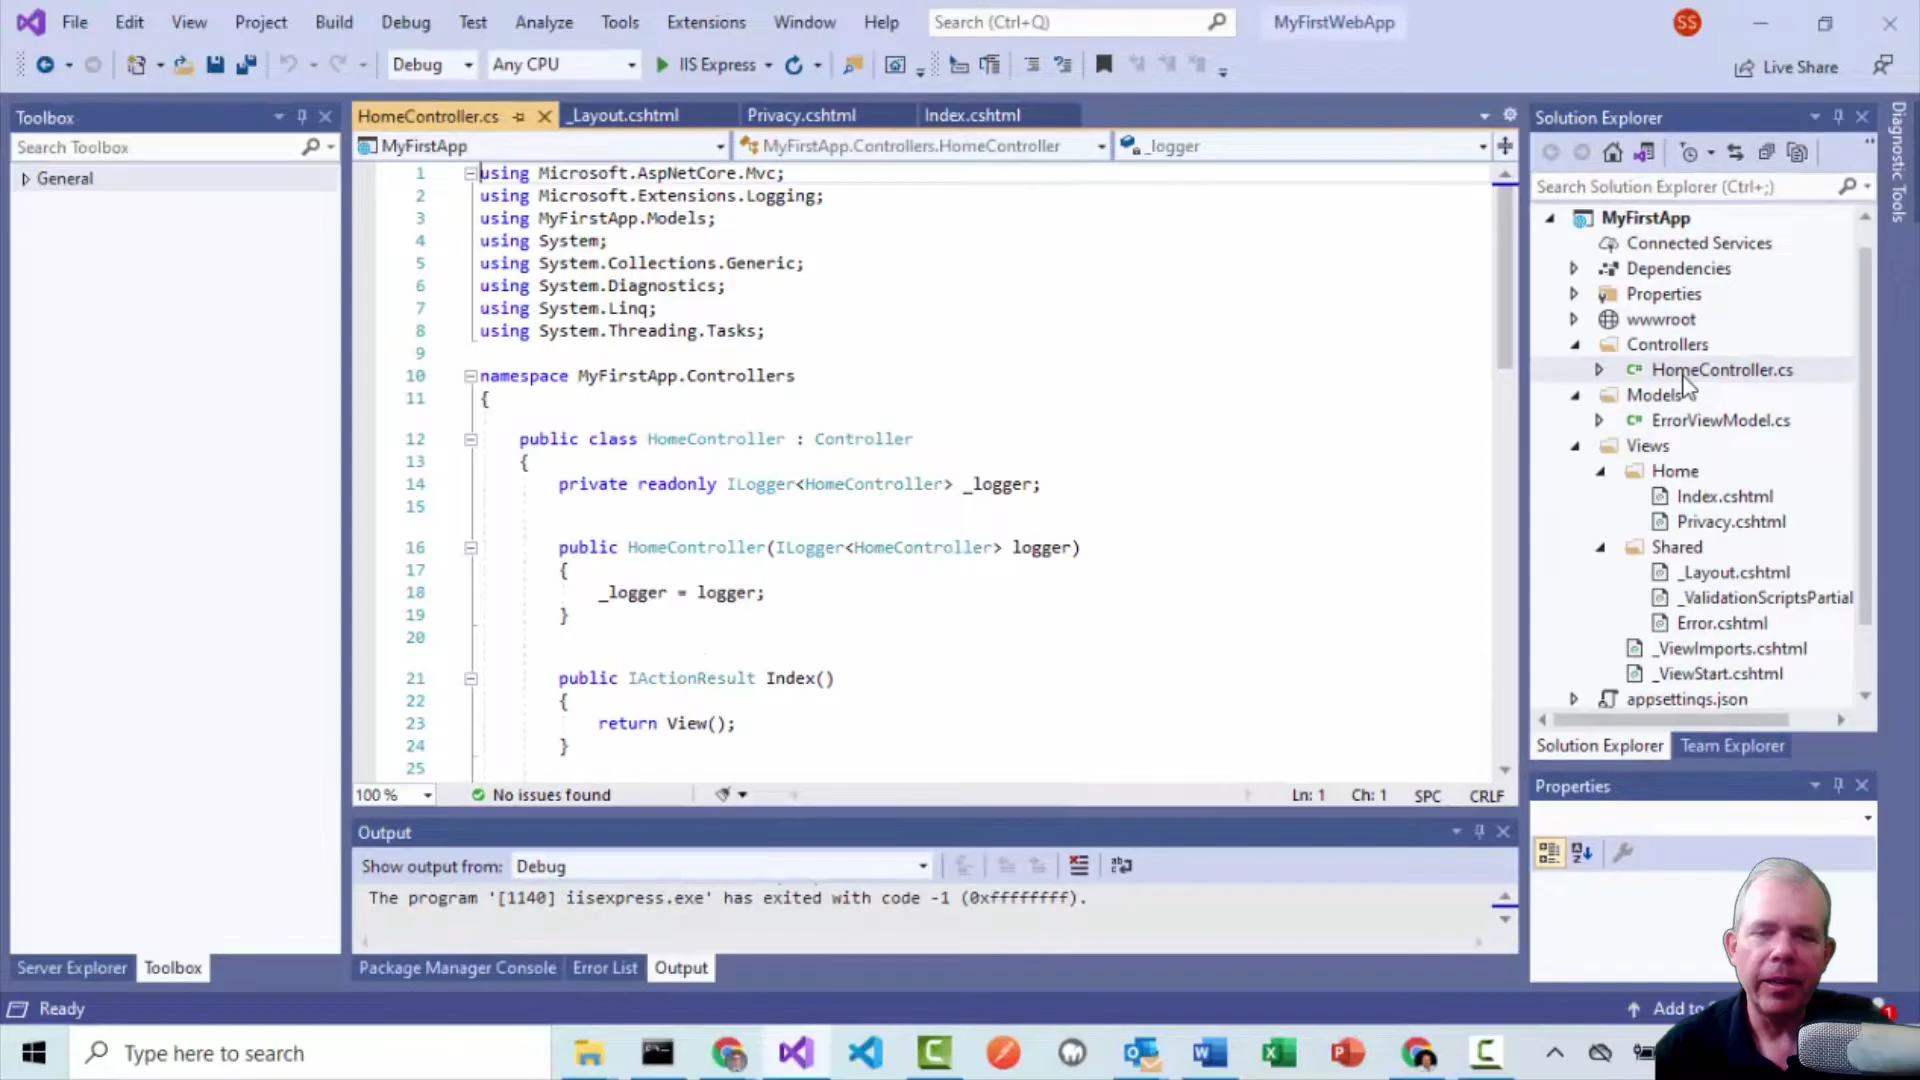 File Edit View Project Build Debug Test Analyze Tools Extensions Window Help Search (Ctrl+Q) MyFirstWebApp SS
Debug Any CPU IIS Express Live Share
Toolbox
Search Toolbox
General
HomeController.cs _Layout.cshtml Privacy.cshtml Index.cshtml
MyFirstApp MyFirstApp.Controllers.HomeController _logger
1 using Microsoft.AspNetCore.Mvc;
2 using Microsoft.Extensions.Logging;
3 using MyFirstApp.Models;
4 using System;
5 using System.Collections.Generic;
6 using System.Diagnostics;
7 using System.Linq;
8 using System.Threading.Tasks;
9
10 namespace MyFirstApp.Controllers
11 {
12 public class HomeController : Controller
13 {
14 private readonly ILogger<HomeController> _logger;
15
16 public HomeController(ILogger<HomeController> logger)
17 {
18 _logger = logger;
19 }
20
21 public IActionResult Index()
22 {
23 return View();
24 }
25
100 % No issues found Ln: 1 Ch: 1 SPC CRLF
Output
Show output from: Debug
The program '[1140] iisexpress.exe' has exited with code -1 (0xffffffff).
Server Explorer Toolbox
Package Manager Console Error List Output
Solution Explorer
Search Solution Explorer (Ctrl+;)
MyFirstApp
Connected Services
Dependencies
Properties
wwwroot
Controllers
C# HomeController.cs
Models
C# ErrorViewModel.cs
Views
Home
Index.cshtml
Privacy.cshtml
Shared
_Layout.cshtml
_ValidationScriptsPartial
Error.cshtml
_ViewImports.cshtml
_ViewStart.cshtml
appsettings.json
Solution Explorer Team Explorer
Properties
Diagnostic Tools
Ready
Add to
1
Type here to search